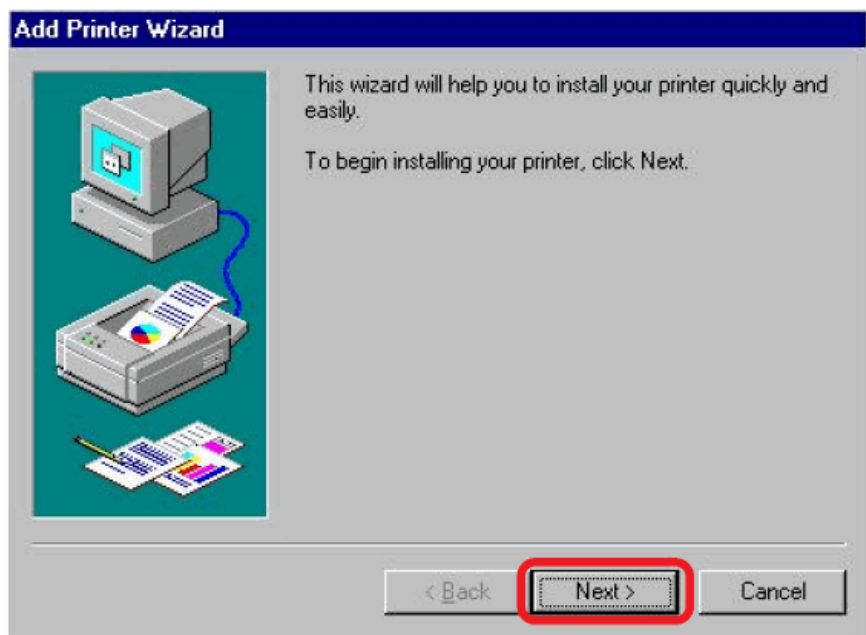 Add Printer Wizard
This wizard will help you to install your printer quickly and
easily.
To begin installing your printer, click Next.
< Back
Next >
Cancel